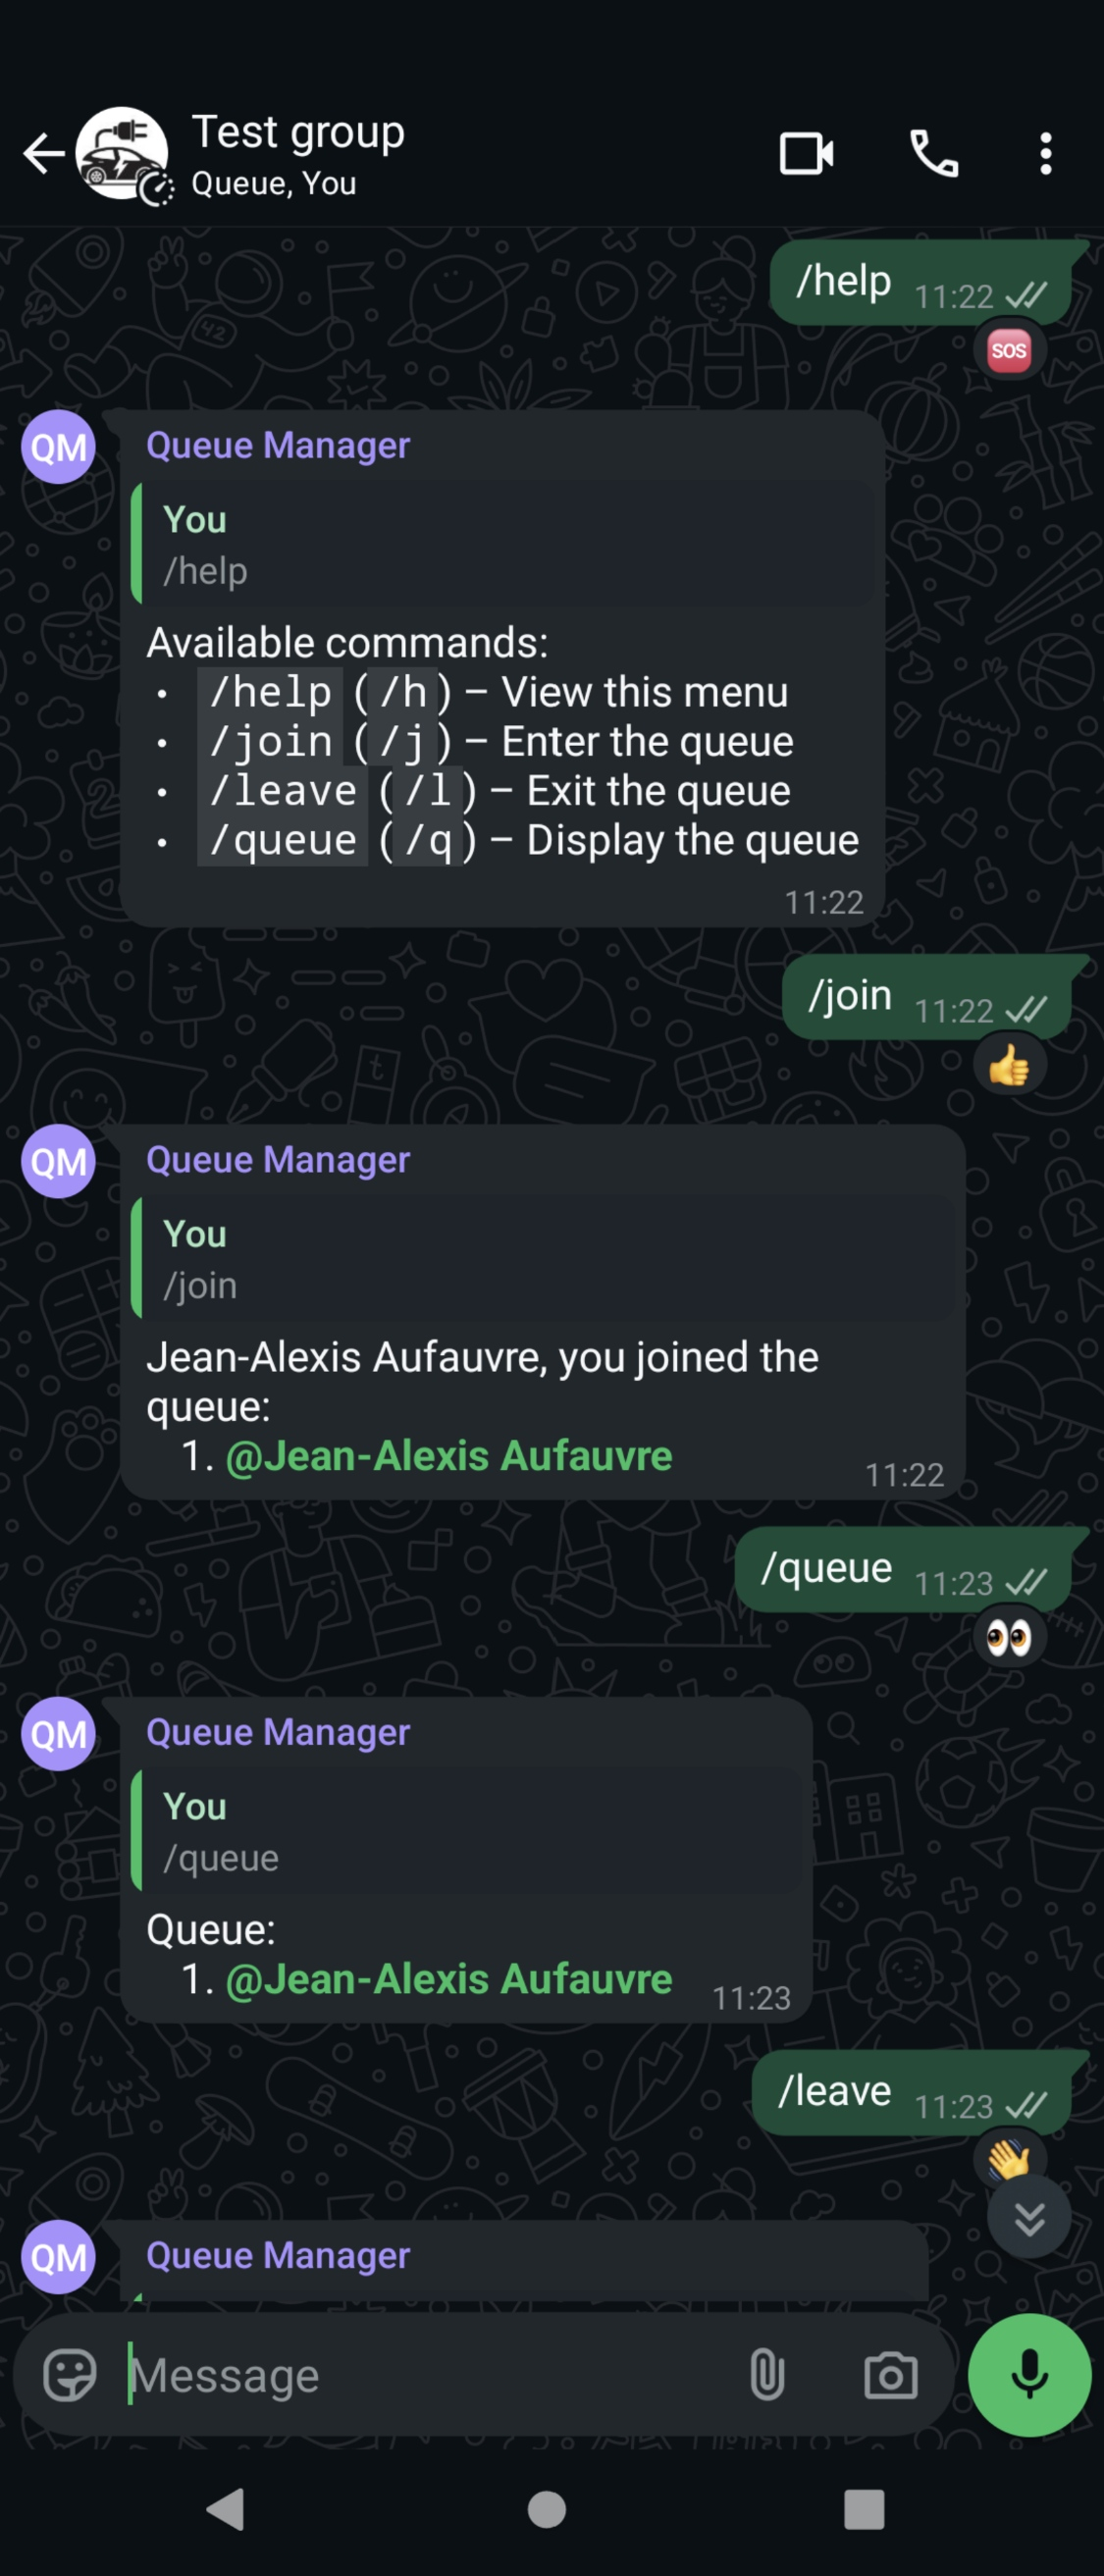 Test group
Queue, You
/help 11:22
SOS
QM
Queue Manager
You
/help
Available commands:
• /help (/h) – View this menu
• /join (/j) – Enter the queue
• /leave (/l) – Exit the queue
• /queue (/q) – Display the queue
11:22
/join 11:22
QM
Queue Manager
You
/join
Jean-Alexis Aufauvre, you joined the
queue:
1. @Jean-Alexis Aufauvre
11:22
/queue 11:23
QM
Queue Manager
You
/queue
Queue:
1. @Jean-Alexis Aufauvre 11:23
/leave 11:23
QM
Queue Manager
Message